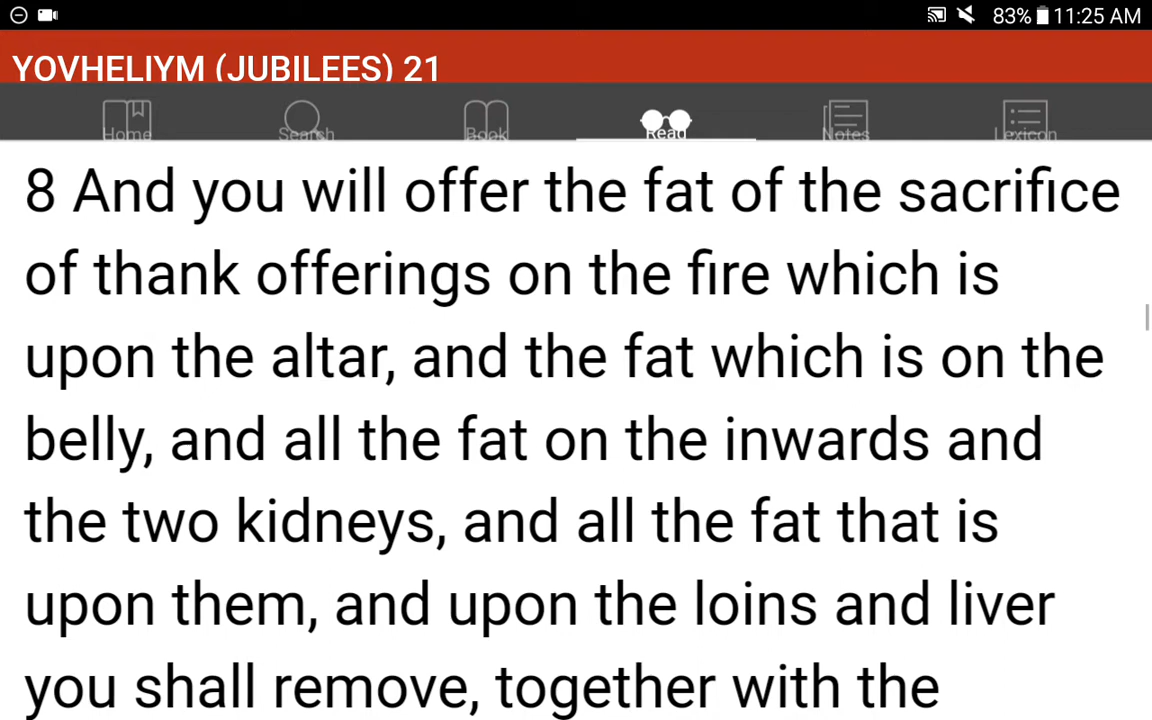 83% 11:25 AM
YOVHELIYM (JUBILEES) 21
Home Search Book Read Notes Lexicon
8 And you will offer the fat of the sacrifice
of thank offerings on the fire which is
upon the altar, and the fat which is on the
belly, and all the fat on the inwards and
the two kidneys, and all the fat that is
upon them, and upon the loins and liver
you shall remove, together with the